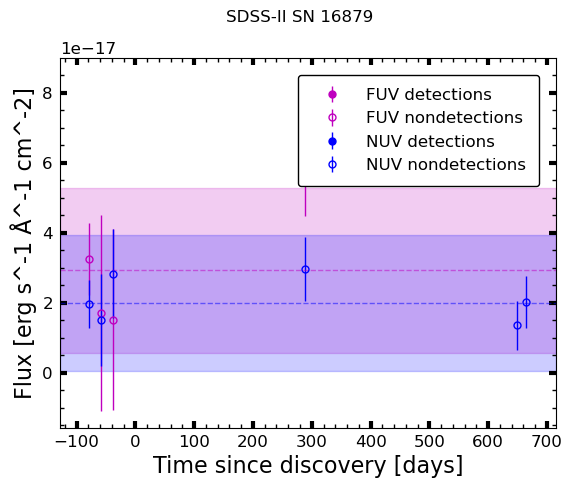 SDSS-II SN 16879
1e−17
FUV detections
FUV nondetections
NUV detections
NUV nondetections
8
6
4
2
0
Flux [erg s^-1 Å^-1 cm^-2]
−100 0 100 200 300 400 500 600 700
Time since discovery [days]